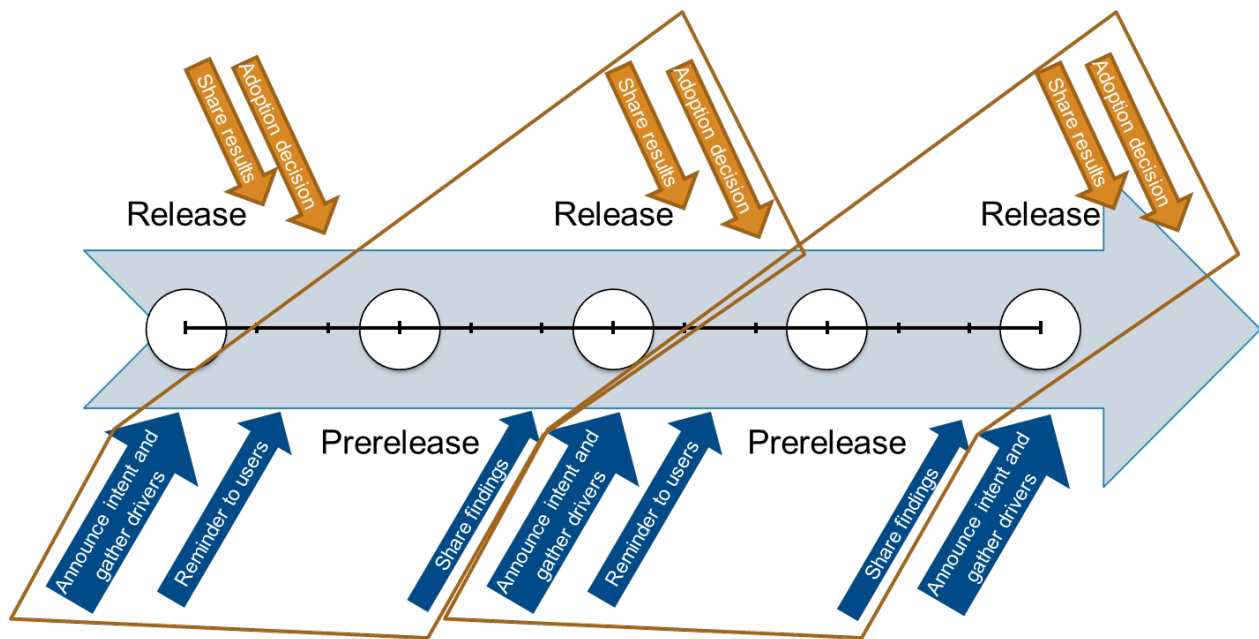 Share results
Adoption decision
Share results
Adoption decision
Share results
Adoption decision
Release
Release
Release
Announce intent and
gather drivers
Reminder to users
Prerelease
Share findings
Announce intent and
gather drivers
Reminder to users
Prerelease
Share findings
Announce intent and
gather drivers